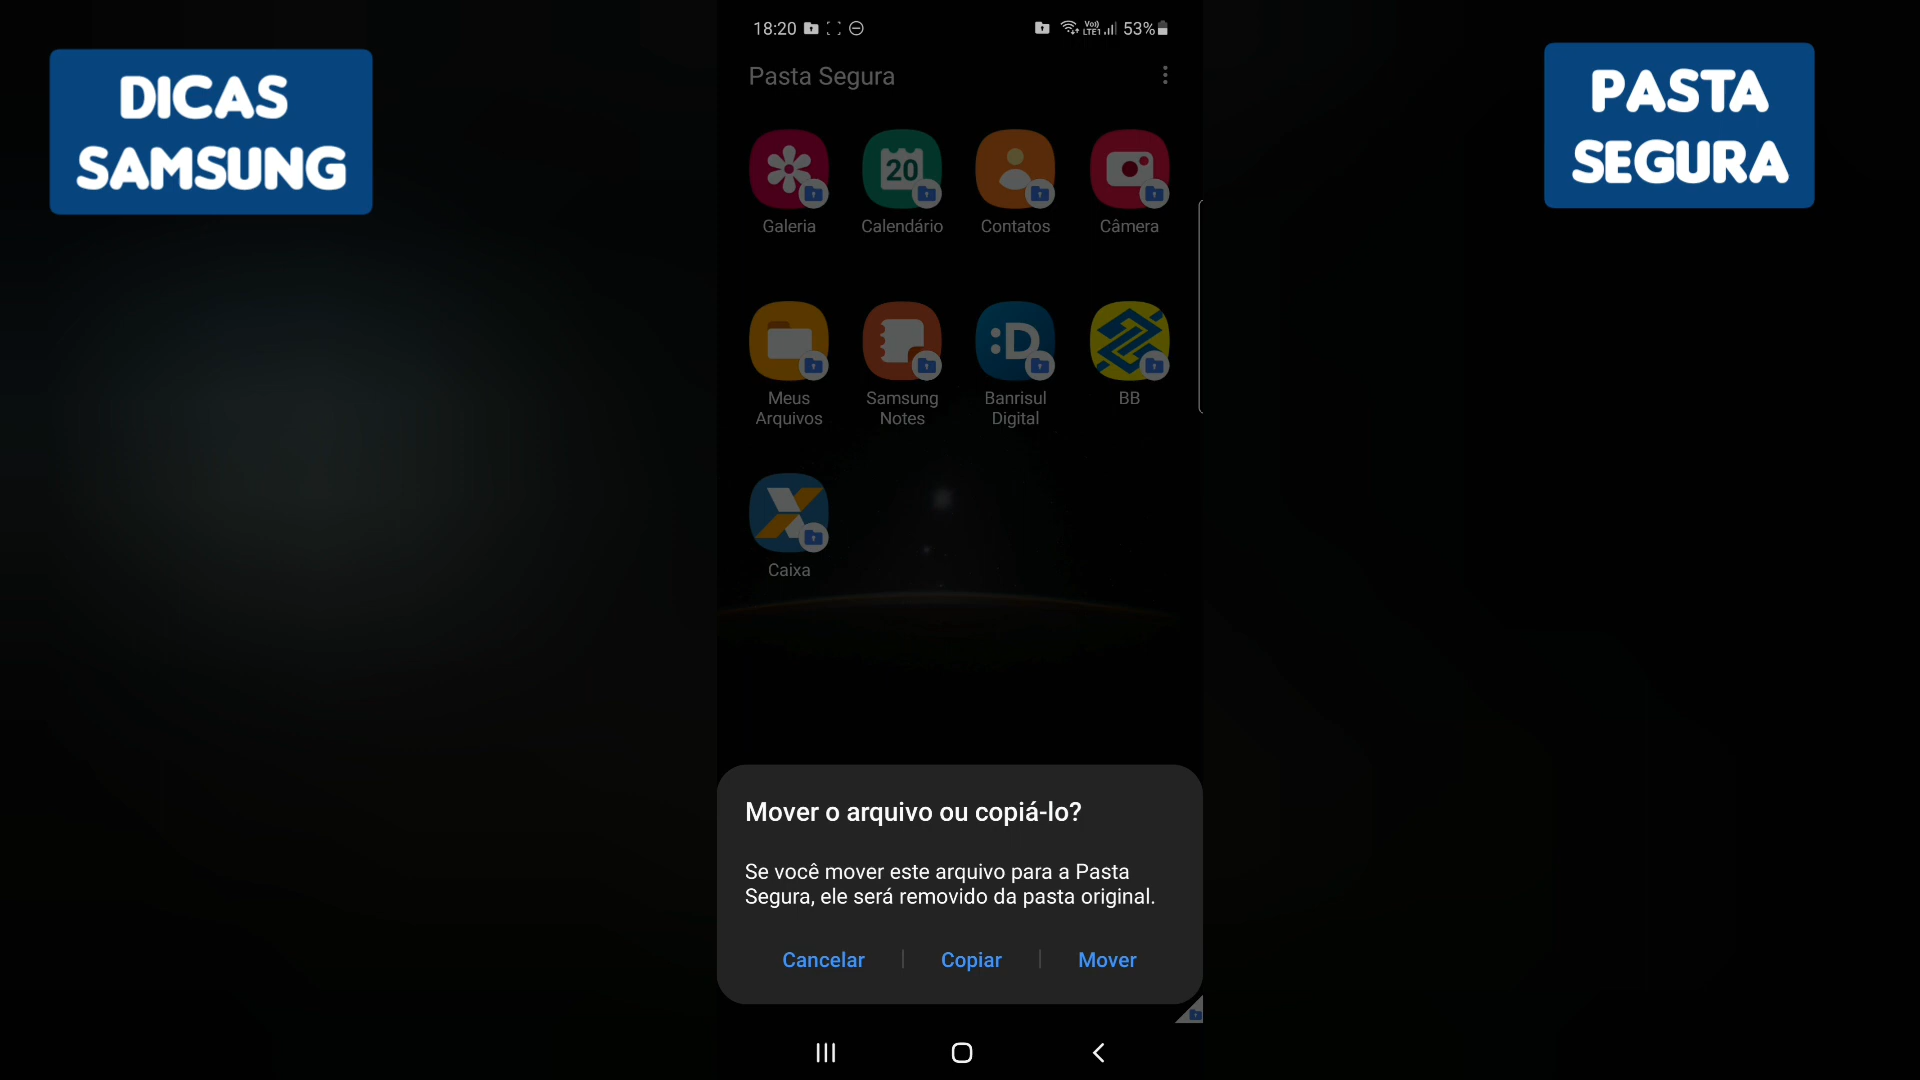 DICAS
SAMSUNG
PASTA
SEGURA
18:20
Vo))
LTE1
53%
Pasta Segura
20
Galeria
Calendário
Contatos
Câmera
:D
Meus
Arquivos
Samsung
Notes
Banrisul
Digital
BB
Caixa
Mover o arquivo ou copiá-lo?
Se você mover este arquivo para a Pasta
Segura, ele será removido da pasta original.
Cancelar
Copiar
Mover